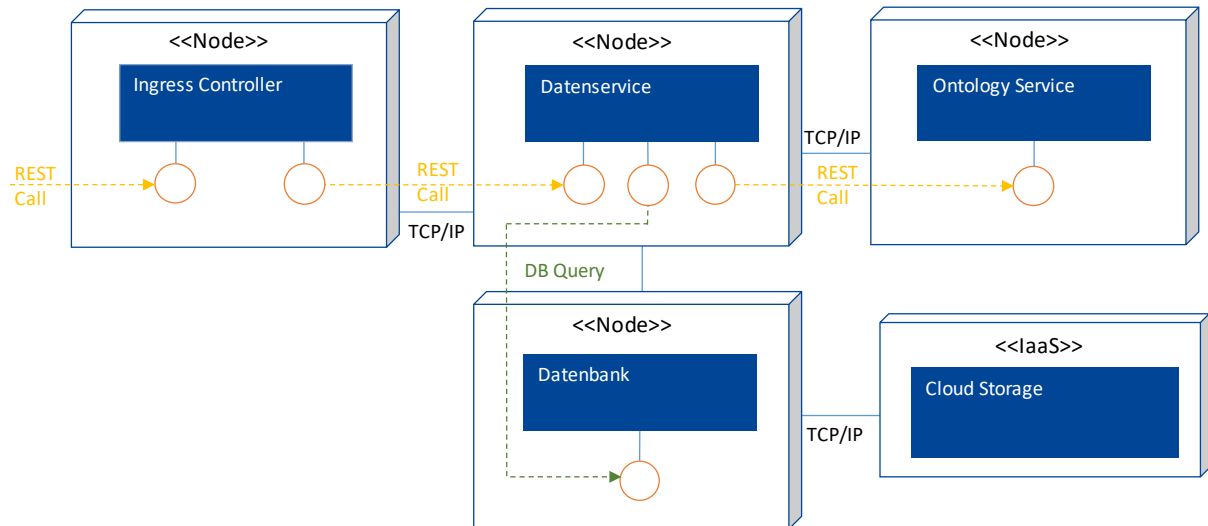 <<Node>>
Ingress Controller
REST
Call
REST
Call
TCP/IP
<<Node>>
Datenservice
TCP/IP
REST
Call
<<Node>>
Ontology Service
DB Query
<<Node>>
Datenbank
TCP/IP
<<IaaS>>
Cloud Storage